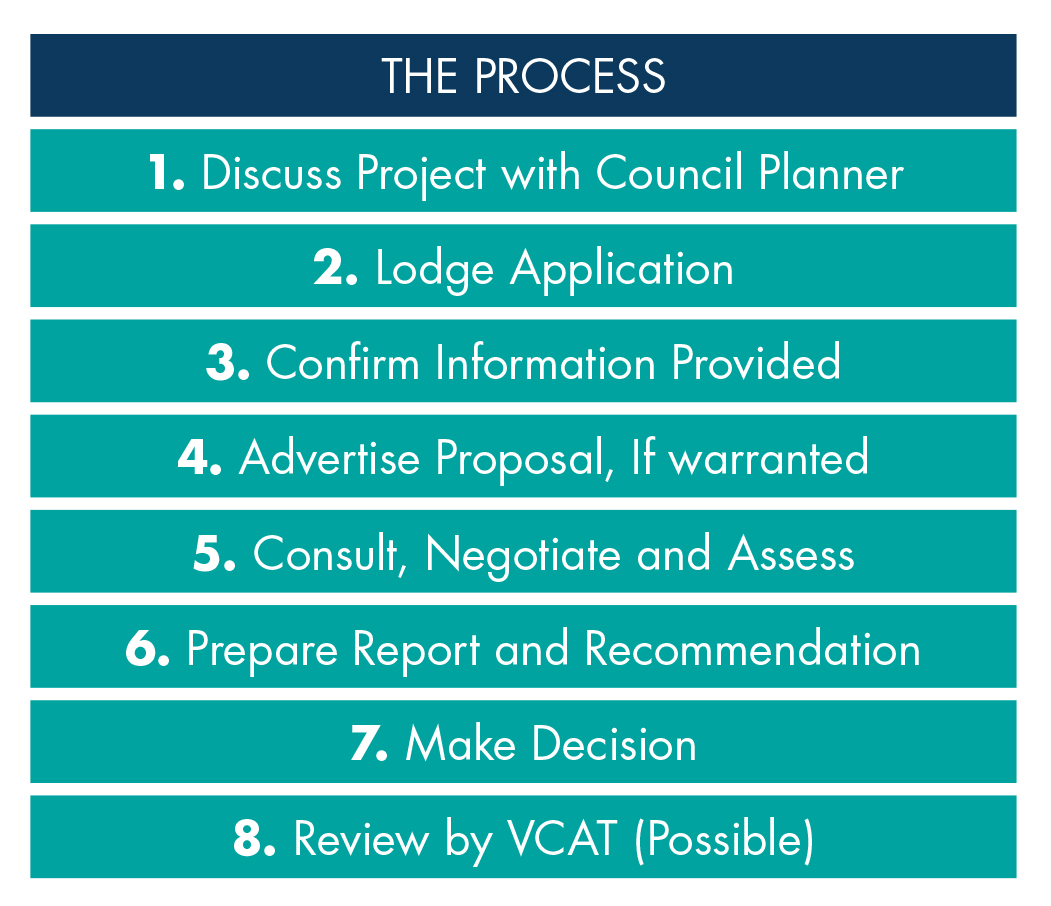 THE PROCESS
1. Discuss Project with Council Planner
2. Lodge Application
3. Confirm Information Provided
4. Advertise Proposal, If warranted
5. Consult, Negotiate and Assess
6. Prepare Report and Recommendation
7. Make Decision
8. Review by VCAT (Possible)